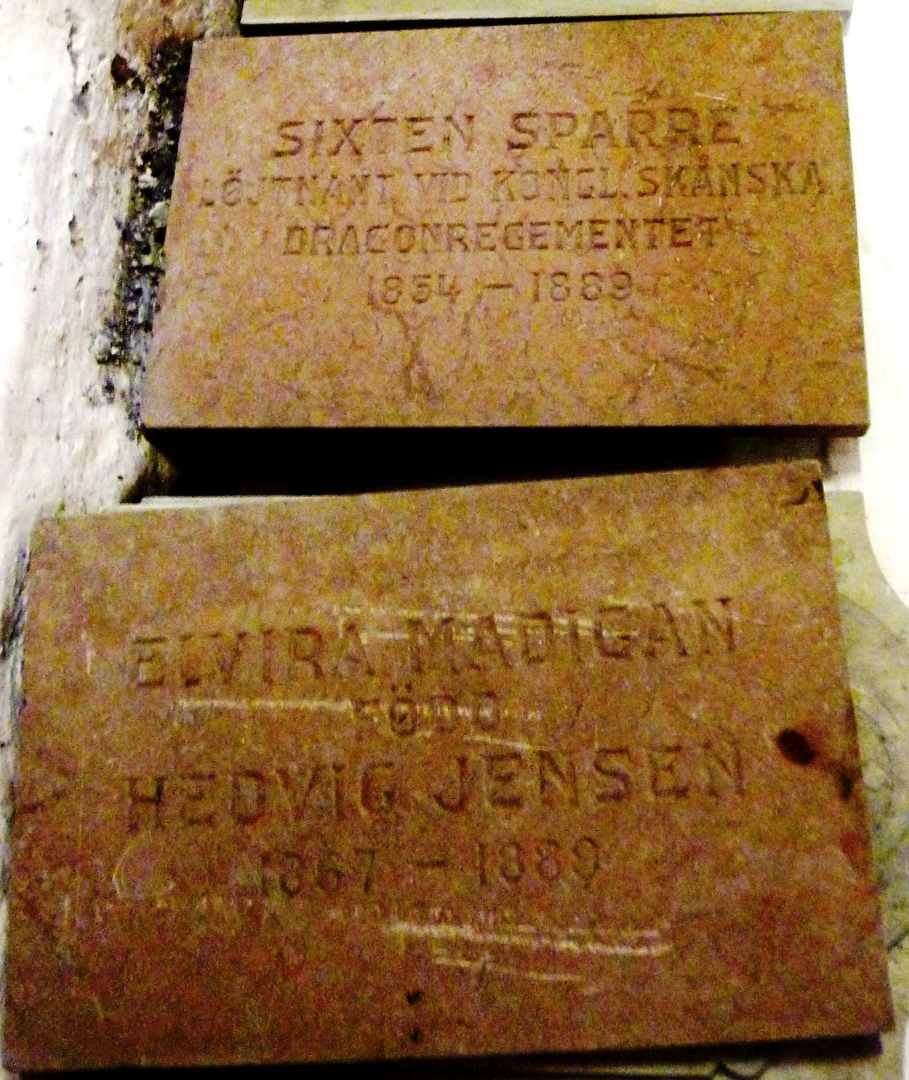 SIXTEN SPARRE
LÖJTNANT VID KONGL. SKÅNSKA
DRAGONREGEMENTET
1854 – 1889
ELVIRA MADIGAN
FÖDD
HEDVIG JENSEN
1867 – 1889